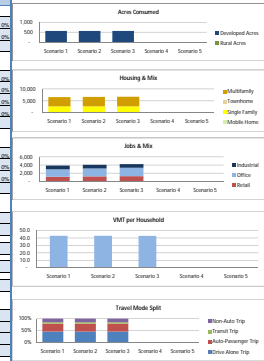 Acres Consumed
1,000
500
-
Developed Acres
Rural Acres
Scenario 1 Scenario 2 Scenario 3 Scenario 4 Scenario 5
Housing & Mix
10,000
5,000
-
Multifamily
Townhome
Single Family
Mobile Home
Scenario 1 Scenario 2 Scenario 3 Scenario 4 Scenario 5
Jobs & Mix
6,000
4,000
2,000
-
Industrial
Office
Retail
Scenario 1 Scenario 2 Scenario 3 Scenario 4 Scenario 5
VMT per Household
50.0
40.0
30.0
20.0
10.0
-
Scenario 1 Scenario 2 Scenario 3 Scenario 4 Scenario 5
Travel Mode Split
100%
50%
0%
Non-Auto Trip
Transit Trip
Auto-Passenger Trip
Drive Alone Trip
Scenario 1 Scenario 2 Scenario 3 Scenario 4 Scenario 5
0%
0%
0%
0%
0%
0%
0%
0%
0%